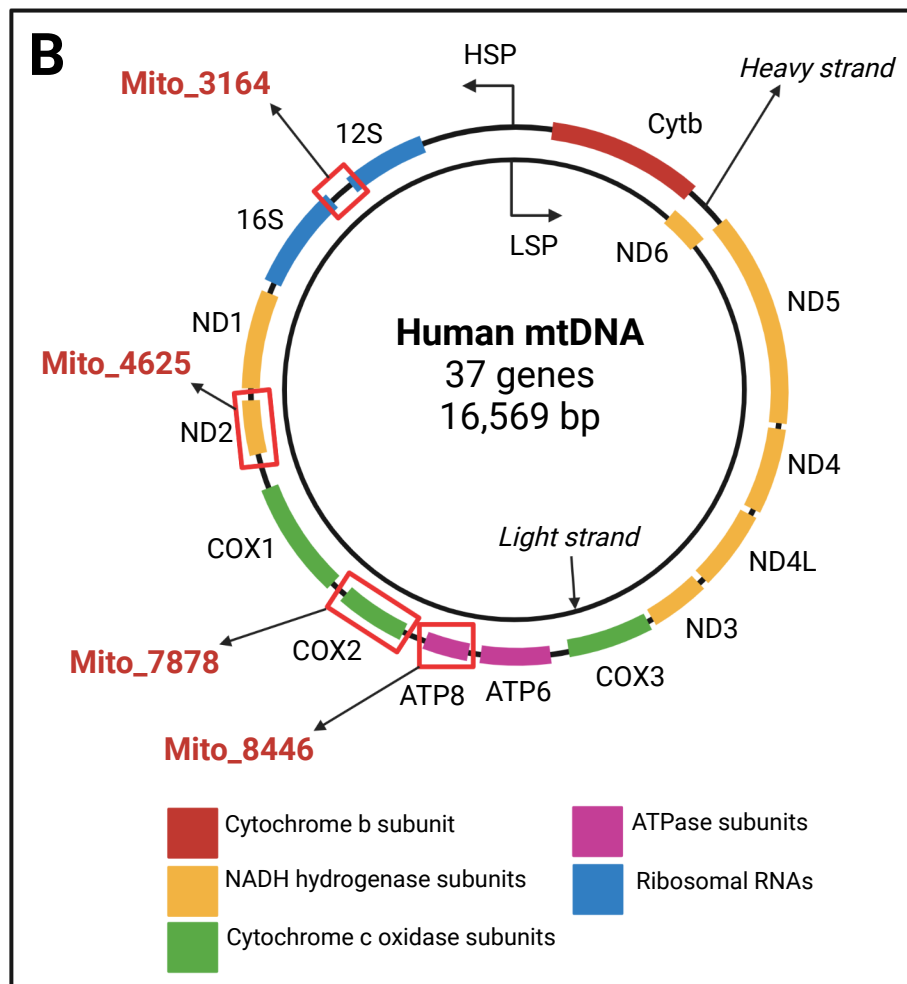 B
HSP
Heavy strand
Mito_3164
12S
Cytb
16S
LSP
ND6
ND5
ND1
Human mtDNA
37 genes
16,569 bp
Mito_4625
ND2
ND4
Light strand
COX1
ND4L
ND3
COX2
COX3
Mito_7878
ATP8
ATP6
Mito_8446
Cytochrome b subunit
ATPase subunits
NADH hydrogenase subunits
Ribosomal RNAs
Cytochrome c oxidase subunits